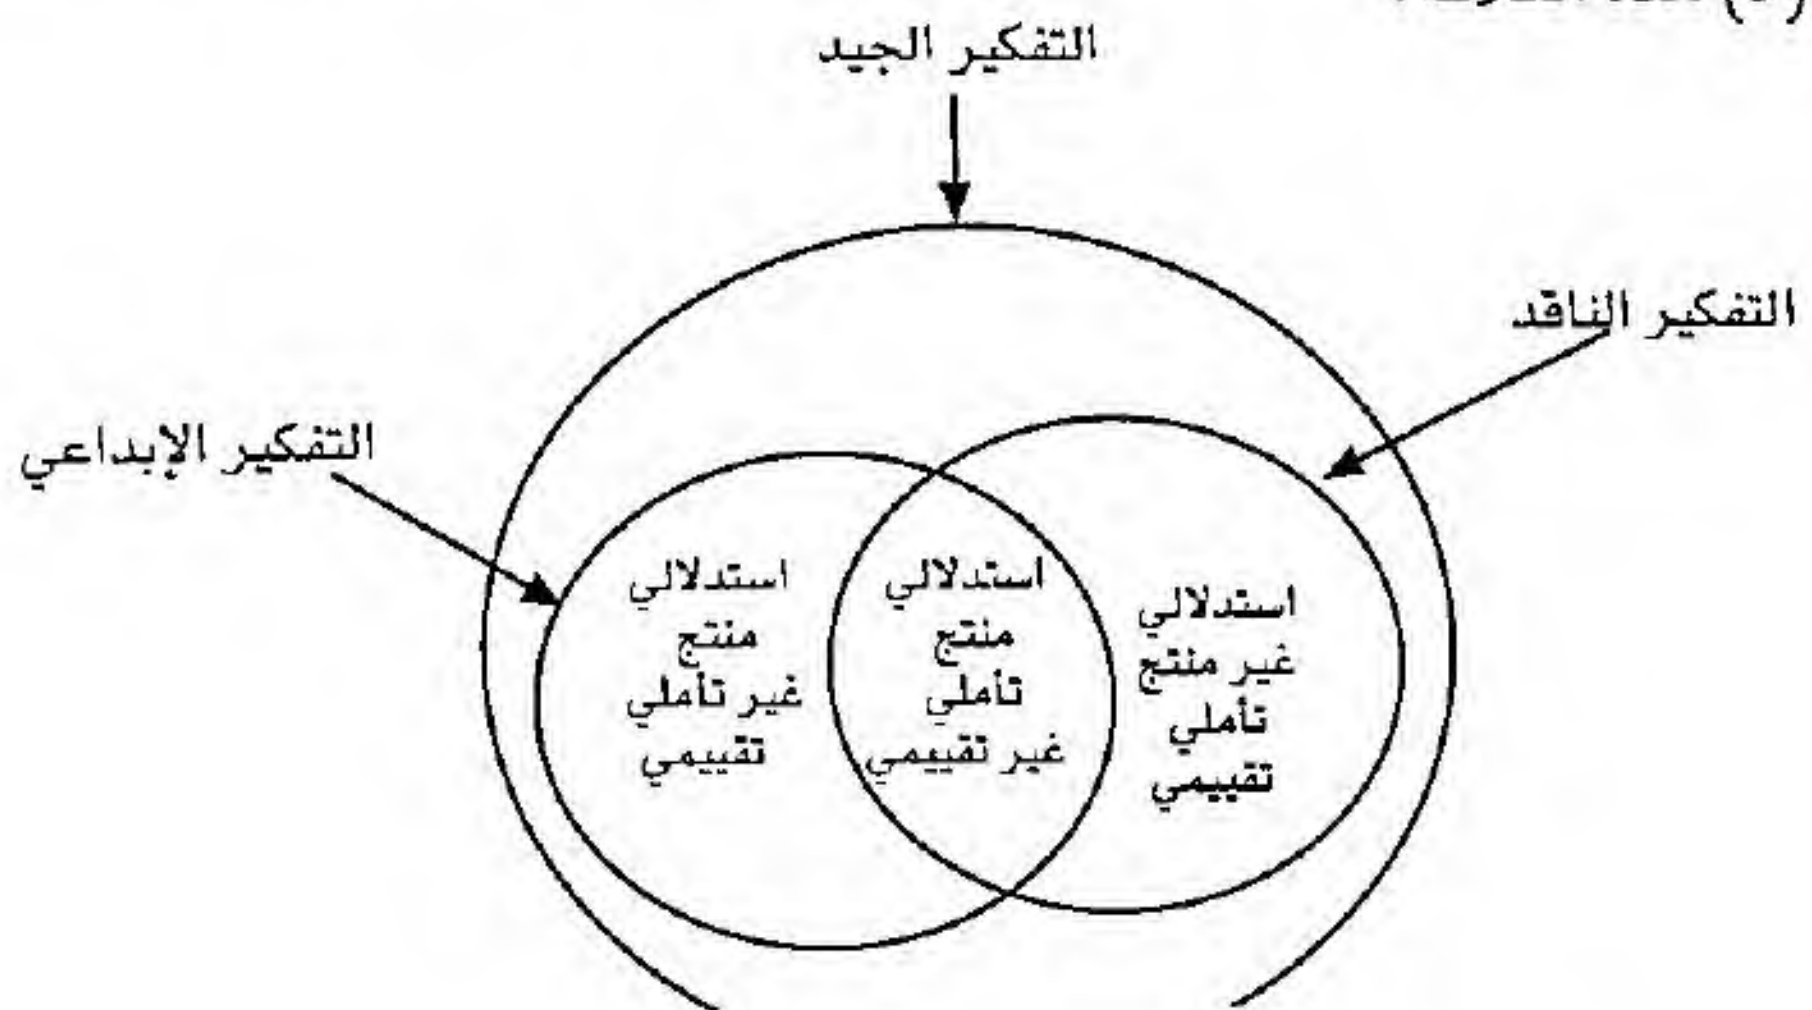 التفكير الجيد
التفكير الناقد
التفكير الإبداعي
استدلالي
غير منتج
تأملي
تقييمي
استدلالي
منتج
تأملي
غير تقييمي
استدلالي
منتج
غير تأملي
تقييمي